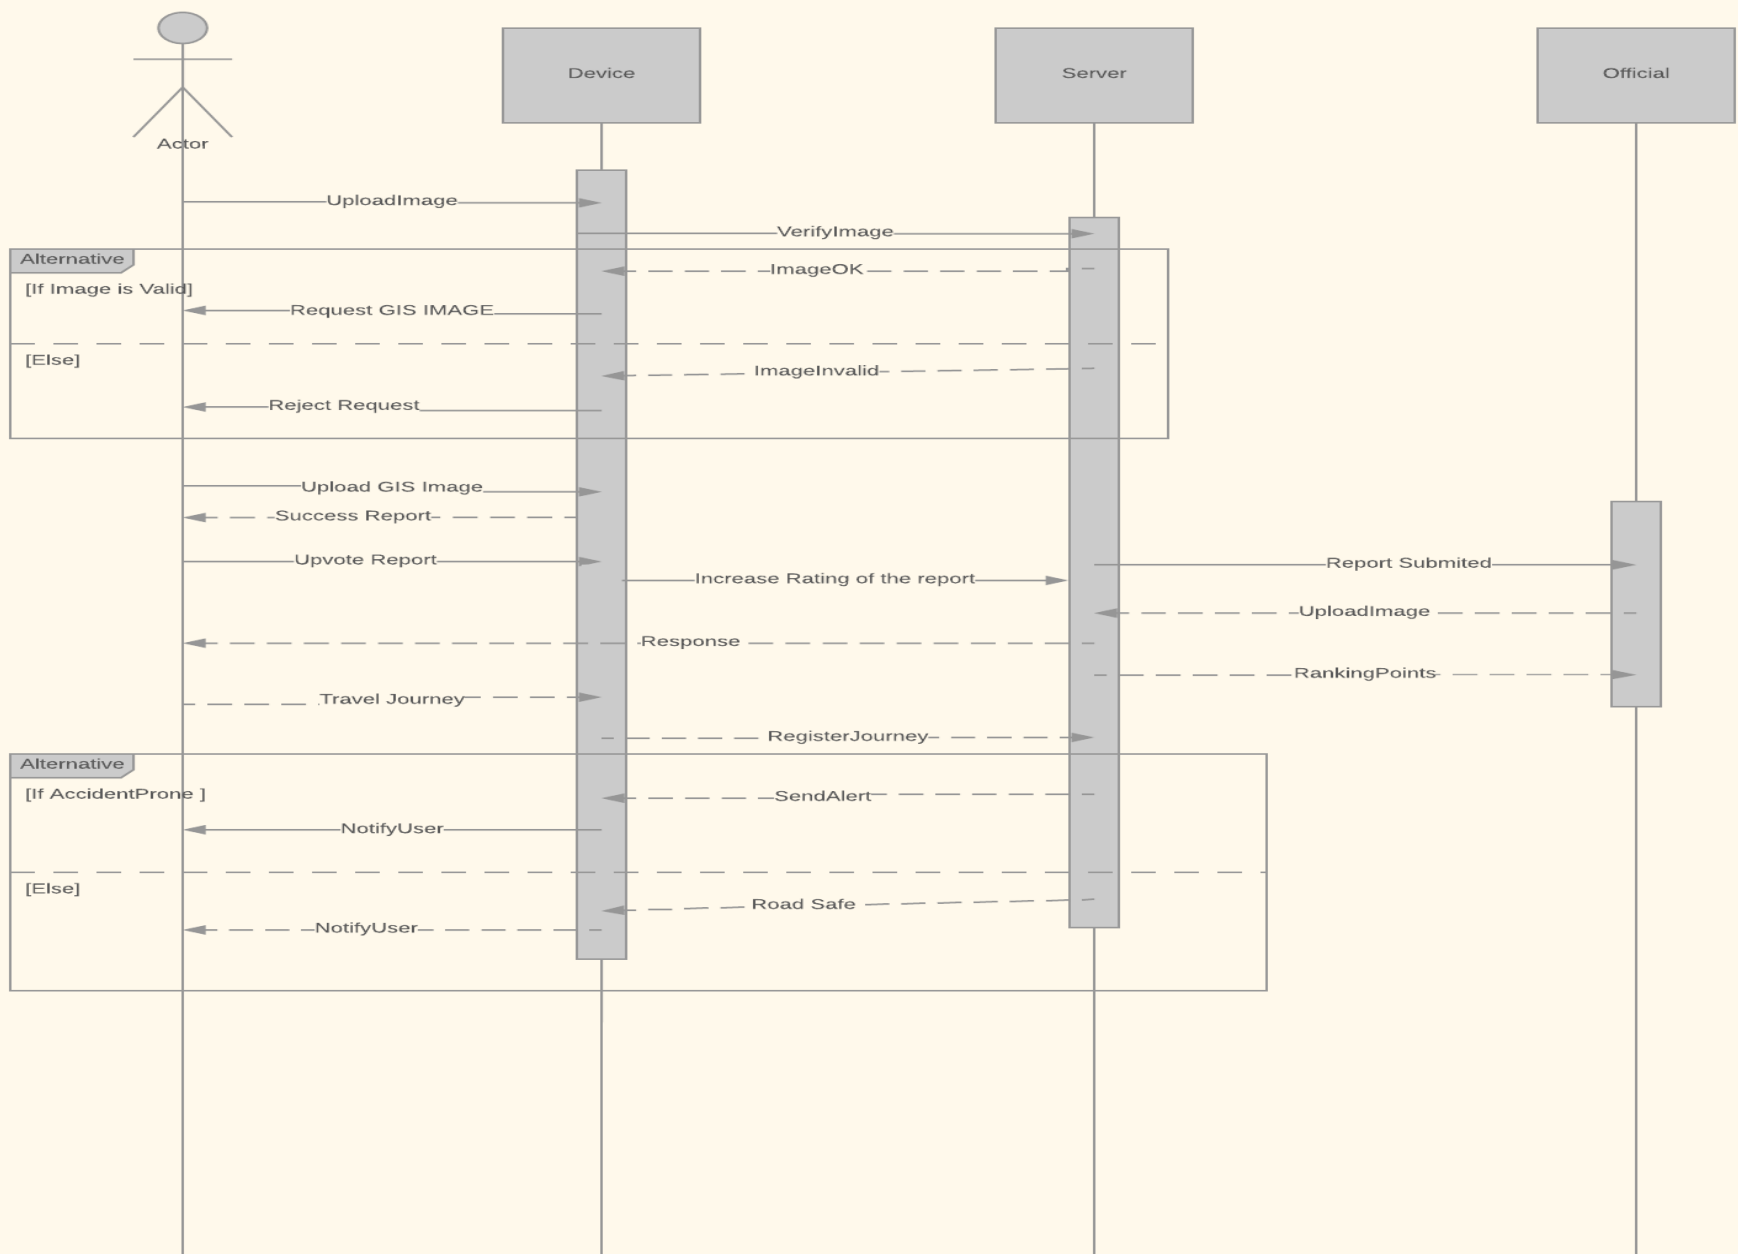 Device
Server
Official
Actor
UploadImage
VerifyImage
Alternative
ImageOK
[If Image is Valid]
Request GIS IMAGE
[Else]
ImageInvalid
Reject Request
Upload GIS Image
Success Report
Upvote Report
Report Submited
Increase Rating of the report
UploadImage
Response
RankingPoints
Travel Journey
RegisterJourney
Alternative
[If AccidentProne ]
SendAlert
NotifyUser
[Else]
Road Safe
NotifyUser